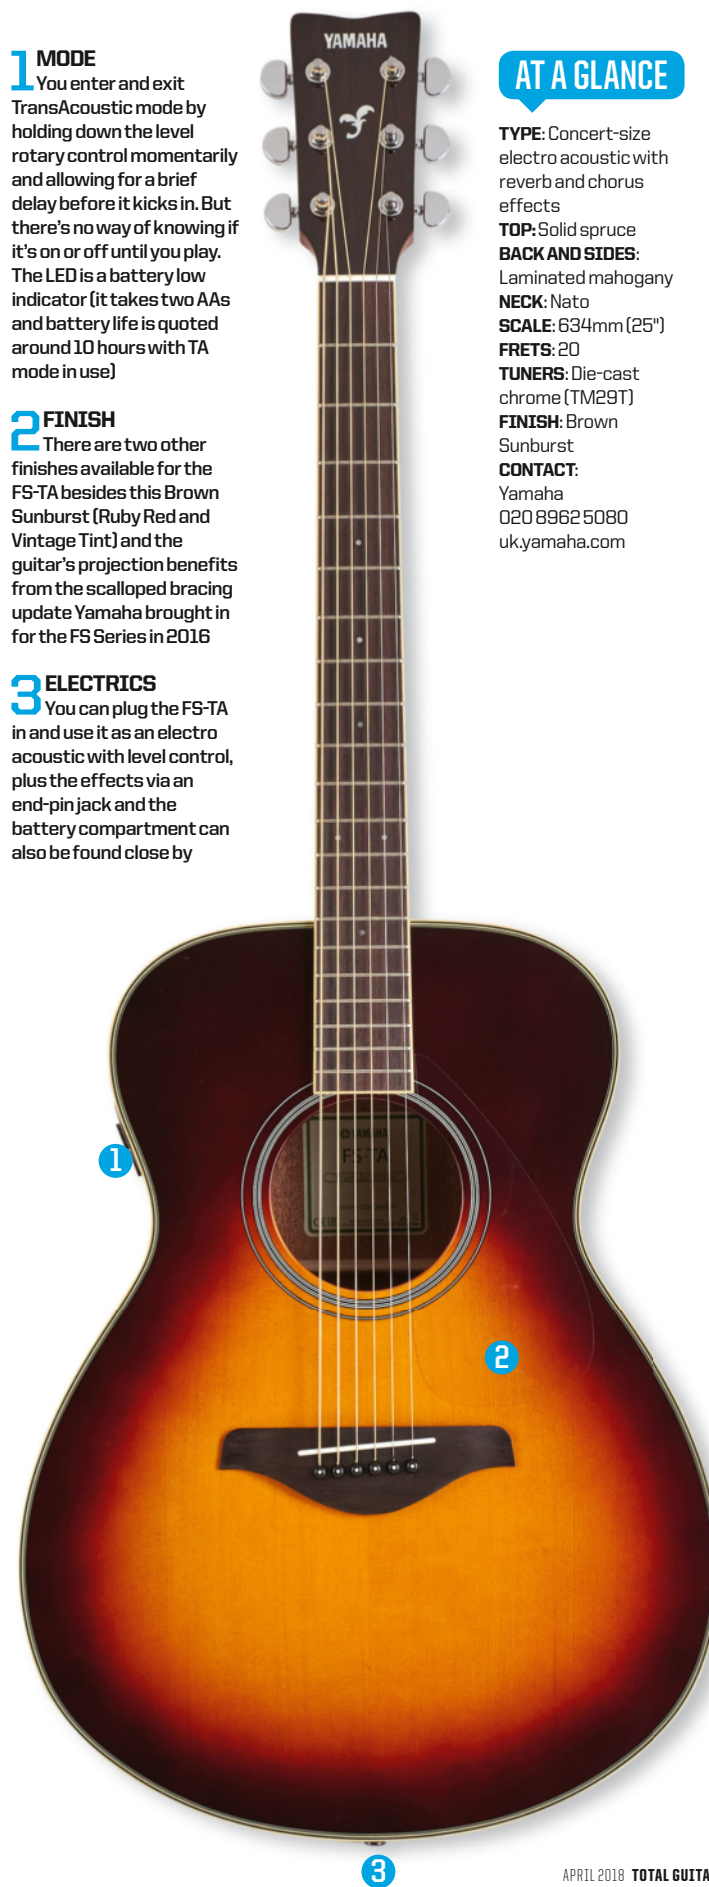 1 MODE
You enter and exit
TransAcoustic mode by
holding down the level
rotary control momentarily
and allowing for a brief
delay before it kicks in. But
there's no way of knowing if
it's on or off until you play.
The LED is a battery low
indicator (it takes two AAs
and battery life is quoted
around 10 hours with TA
mode in use)
2 FINISH
There are two other
finishes available for the
FS-TA besides this Brown
Sunburst (Ruby Red and
Vintage Tint) and the
guitar's projection benefits
from the scalloped bracing
update Yamaha brought in
for the FS Series in 2016
3 ELECTRICS
You can plug the FS-TA
in and use it as an electro
acoustic with level control,
plus the effects via an
end-pin jack and the
battery compartment can
also be found close by
YAMAHA
AT A GLANCE
TYPE: Concert-size
electro acoustic with
reverb and chorus
effects
TOP: Solid spruce
BACK AND SIDES:
Laminated mahogany
NECK: Nato
SCALE: 634mm (25")
FRETS: 20
TUNERS: Die-cast
chrome (TM29T)
FINISH: Brown
Sunburst
CONTACT:
Yamaha
020 8962 5080
uk.yamaha.com
YAMAHA
FS-TA
1
2
3
APRIL 2018 TOTAL GUITA